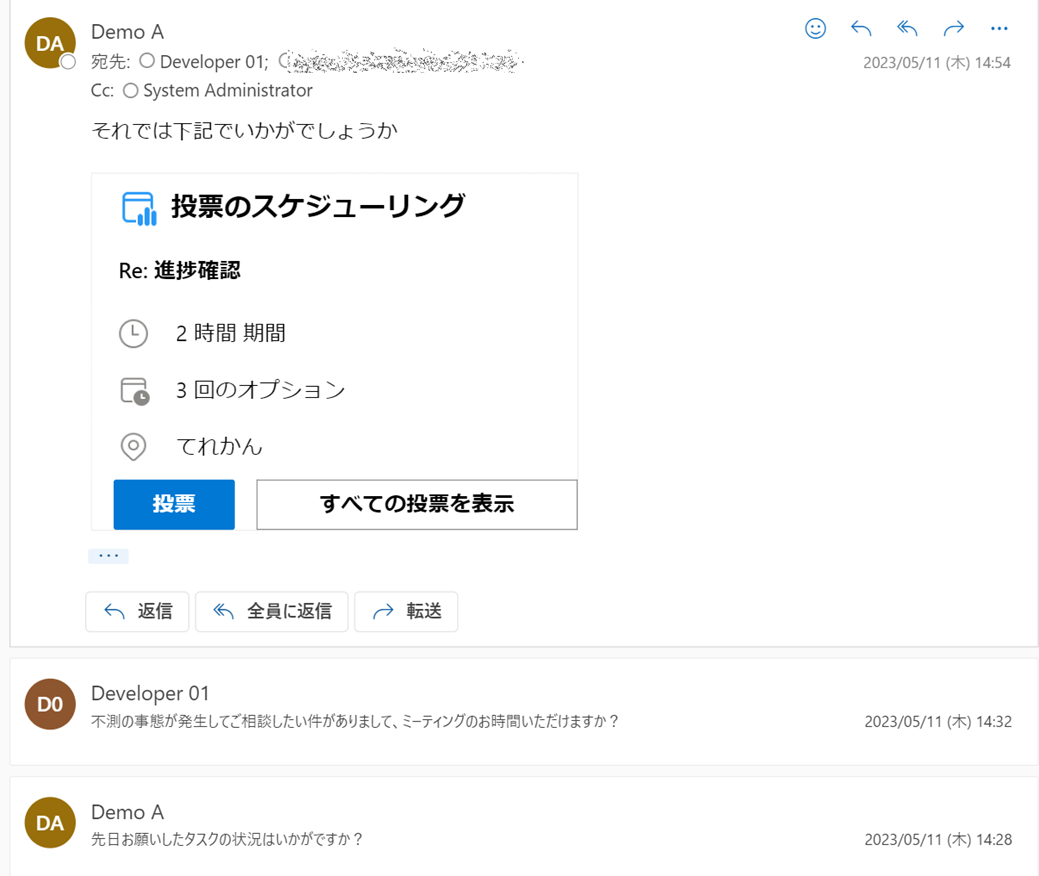 DA
Demo A
宛先: Developer 01;
2023/05/11 (木) 14:54
Cc: System Administrator
それでは下記でいかがでしょうか
投票のスケジューリング
Re: 進捗確認
2 時間 期間
3 回のオプション
てれかん
投票
すべての投票を表示
返信
全員に返信
転送
D0
Developer 01
不測の事態が発生してご相談したい件がありまして、ミーティングのお時間いただけますか？
2023/05/11 (木) 14:32
DA
Demo A
先日お願いしたタスクの状況はいかがですか？
2023/05/11 (木) 14:28